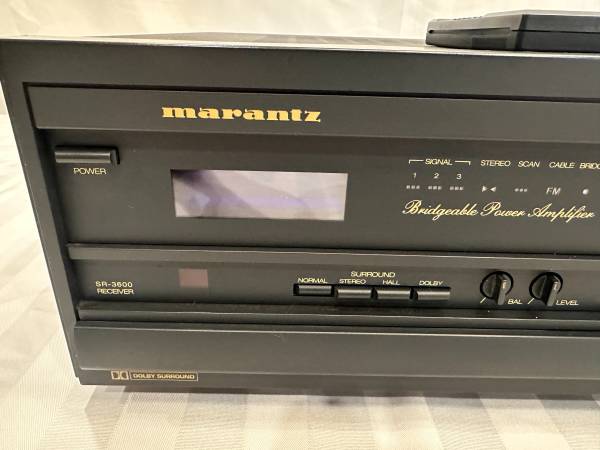 marantz
SIGNAL STEREO SCAN CABLE
1 2 3
FM
POWER
Bridgeable Power Amplifier
SURROUND
NORMAL STEREO HALL DOLBY
SR-3600
RECEIVER
BAL LEVEL
DOLBY SURROUND